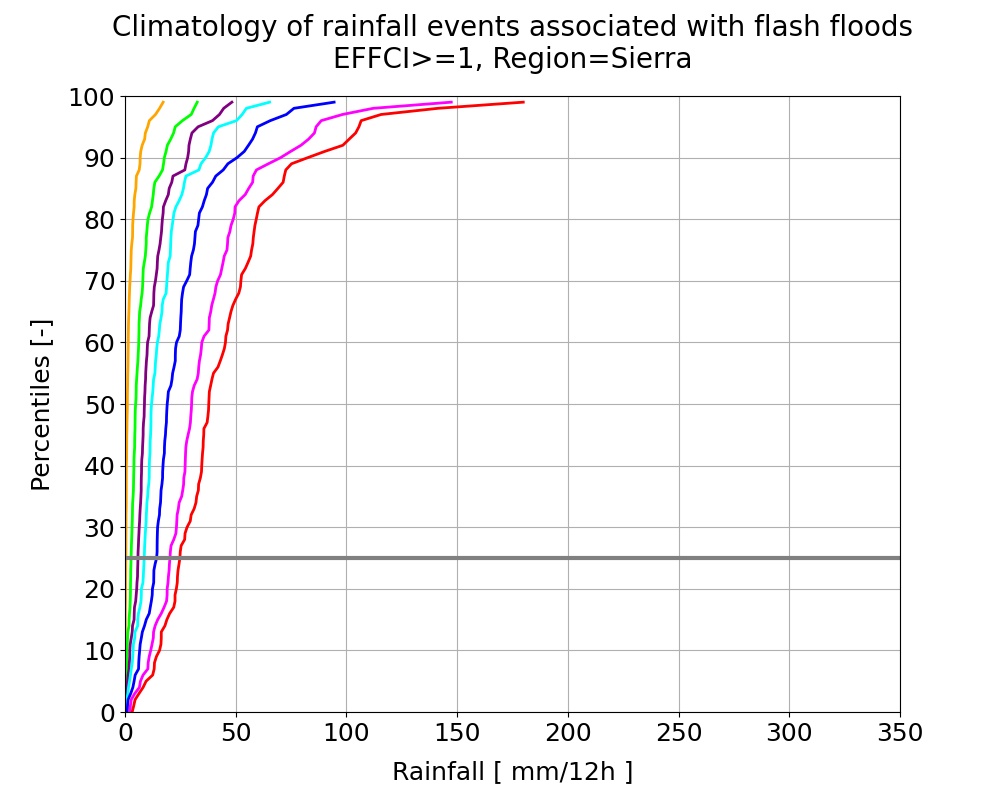 Climatology of rainfall events associated with flash floods
EFFCI>=1, Region=Sierra
100
90
80
70
60
50
40
30
20
10
0
Percentiles [-]
0 50 100 150 200 250 300 350
Rainfall [ mm/12h ]